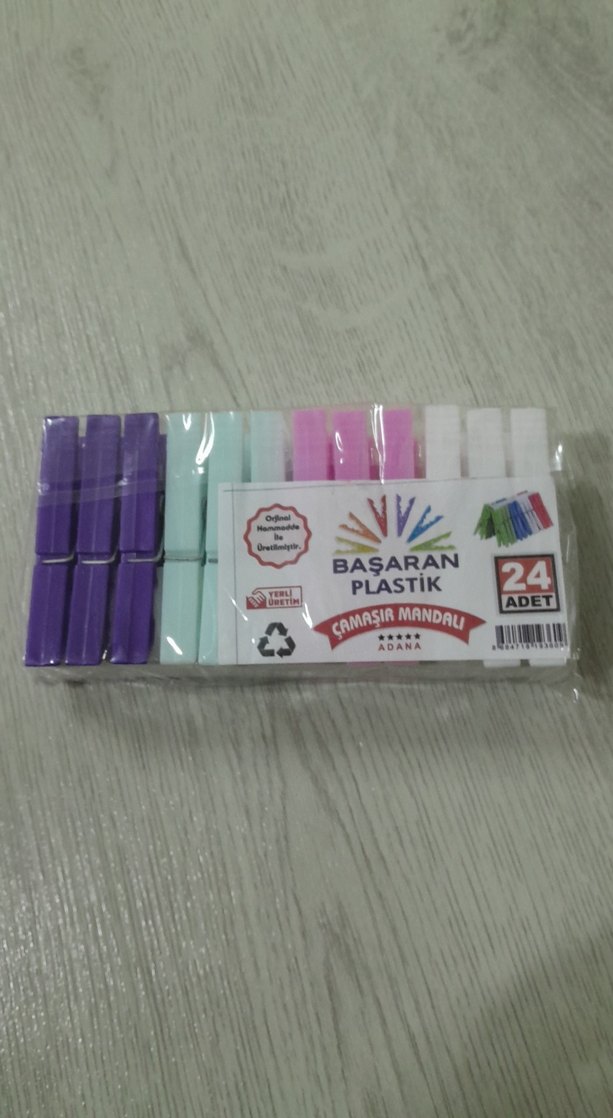 Orjinal
Hammadde
İle
Üretilmiştir.
YERLİ
ÜRETİM
BAŞARAN
PLASTİK
ÇAMAŞIR MANDALI
ADANA
24
ADET